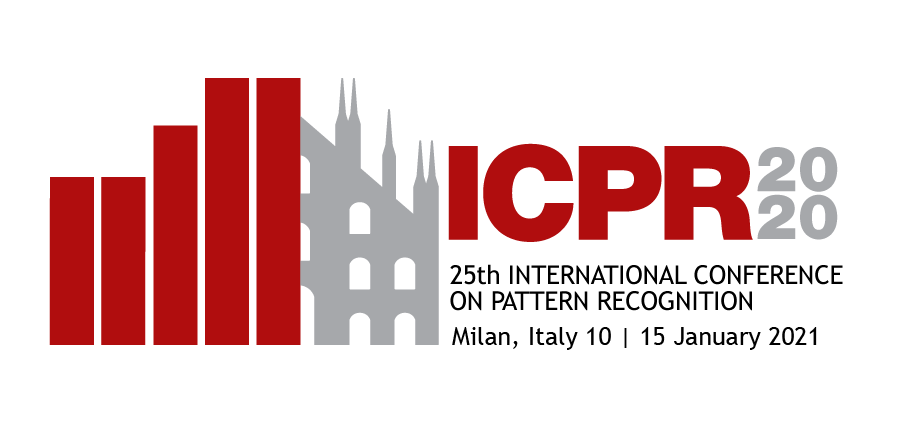 ICPR 20
20
25th INTERNATIONAL CONFERENCE
ON PATTERN RECOGNITION
Milan, Italy 10 | 15 January 2021